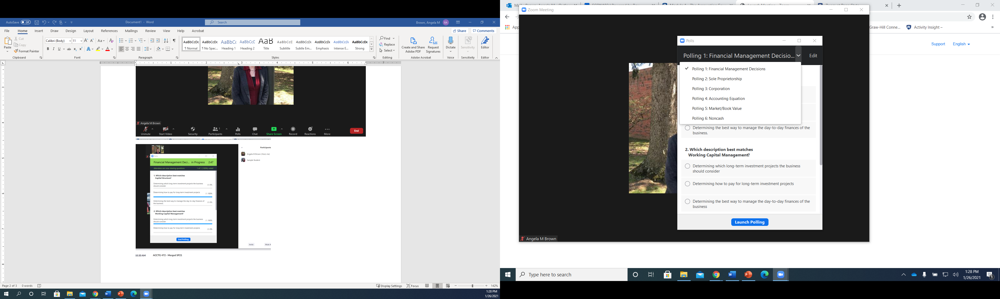 AutoSave Off
Document1 - Word
Search
Brown, Angela M
BA
File Home Insert Draw Design Layout References Mailings Review View Help Acrobat
Share Comments
Paste
Cut
Copy
Format Painter
Clipboard
Calibri (Body) 11
Font
Paragraph
AaBbCcDc AaBbCcDc AaBbCc AaBbCcE AaB AaBbCcD AaBbCcDc AaBbCcDc AaBbCcDc AaBbCcDc
¶ Normal ¶ No Spac... Heading 1 Heading 2 Title Subtitle Subtle Em... Emphasis Intense E... Strong
Styles
Find
Replace
Select
Editing
Create and Share
Adobe PDF
Request
Signatures
Adobe Acrobat
Dictate
Voice
Sensitivity
Sensitivity
Editor
Editor
Angela M Brown
Unmute Start Video Security Participants 1 Polls Chat Share Screen Record Reactions More End
Participants
Angela M Brown (Host, me)
Sample Student
Polls
Financial Management Deci... in Progress 2:47
Attendees are now viewing questions 1 of 1 (100%) voted
1. Which description best matches
Capital Structure?
Determining which long-term investment projects the business
should consider
(0) 0%
Determining how to pay for long-term investment projects
(1) 100%
Determining the best way to manage the day-to-day finances of
the business.
(0) 0%
2. Which description best matches
Working Capital Management?
Determining which long-term investment projects the business
should consider
(1) 100%
Determining how to pay for long-term investment projects
(0) 0%
End Polling
Invite Mute A
10:30 AM ACCTG 472 - Merged SP21
Page 2 of 3 0 words
Display Settings Focus 142%
1:28 PM
1/26/2021
Zoom Meeting
App
Graw-Hill Conne...
Activity Insight –
Support English
Polls
Polling 1: Financial Management Decisio...
Edit
Polling 1: Financial Management Decisions
Polling 2: Sole Proprietorship
Polling 3: Corporation
Polling 4: Accounting Equation
Polling 5: Market/Book Value
Polling 6: Noncash
Determining the best way to manage the day-to-day finances of the
business.
2. Which description best matches
Working Capital Management?
Determining which long-term investment projects the business
should consider
Determining how to pay for long-term investment projects
Determining the best way to manage the day-to-day finances of the
business
Launch Polling
Angela M Brown
Type here to search
1:28 PM
1/26/2021
1